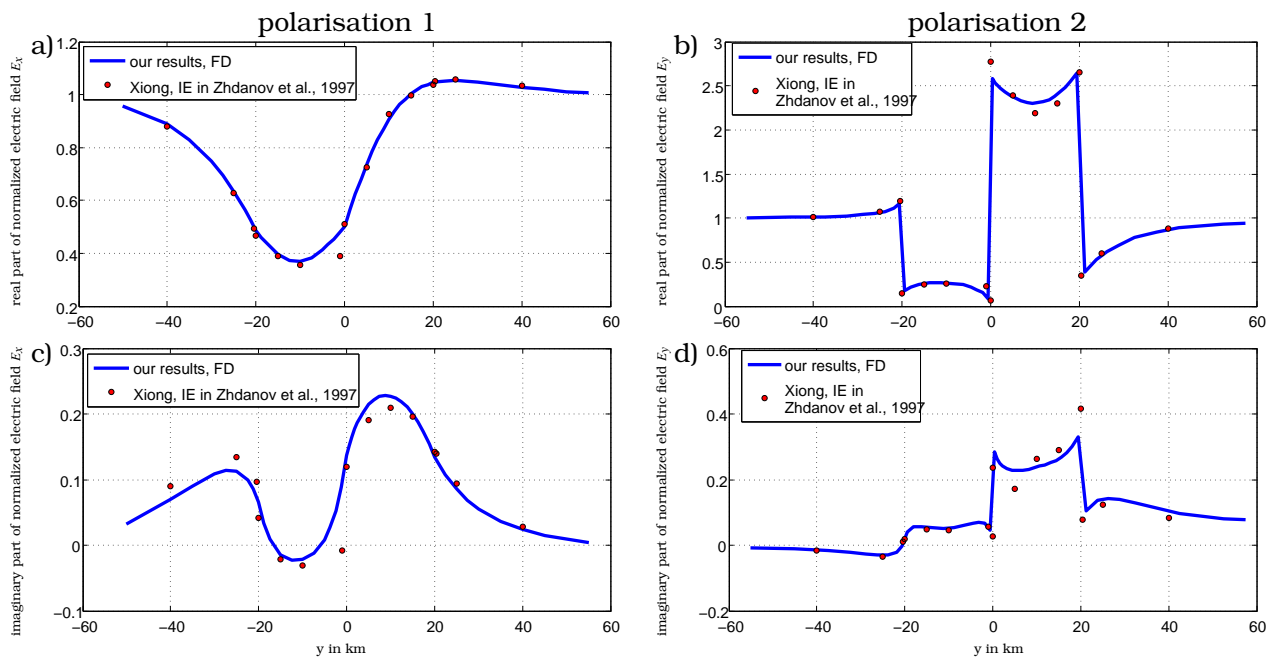 polarisation 1
polarisation 2
a)
1.2
1
0.8
0.6
0.4
0.2
−60
−40
−20
0
20
40
60
real part of normalized electric field Ex
our results, FD
Xiong, IE in Zhdanov et al., 1997
b)
3
2.5
2
1.5
1
0.5
0
−60
−40
−20
0
20
40
60
real part of normalized electric field Ey
our results, FD
Xiong, IE in
Zhdanov et al., 1997
c)
0.3
0.2
0.1
0
−0.1
−60
−40
−20
0
20
40
60
imaginary part of normalized electric field Ex
our results, FD
Xiong, IE in Zhdanov et al., 1997
y in km
d)
0.6
0.4
0.2
0
−0.2
−60
−40
−20
0
20
40
60
imaginary part of normalized electric field Ey
our results, FD
Xiong, IE in
Zhdanov et al., 1997
y in km